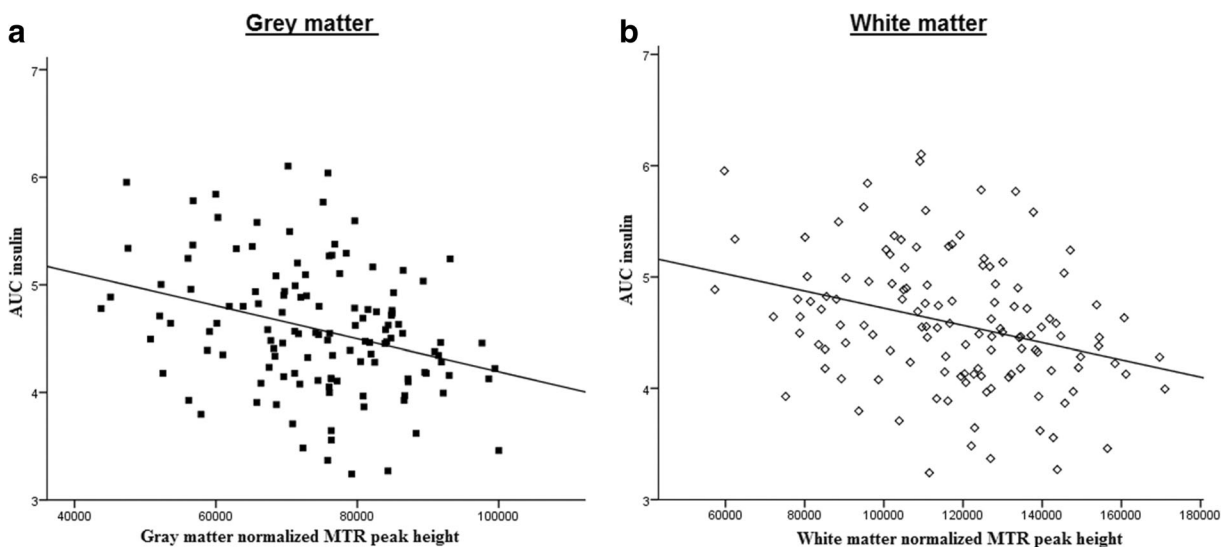 a
Grey matter
7
6
5
4
3
AUC insulin
40000 60000 80000 100000
Gray matter normalized MTR peak height
b
White matter
7
6
5
4
3
AUC insulin
60000 80000 100000 120000 140000 160000 180000
White matter normalized MTR peak height